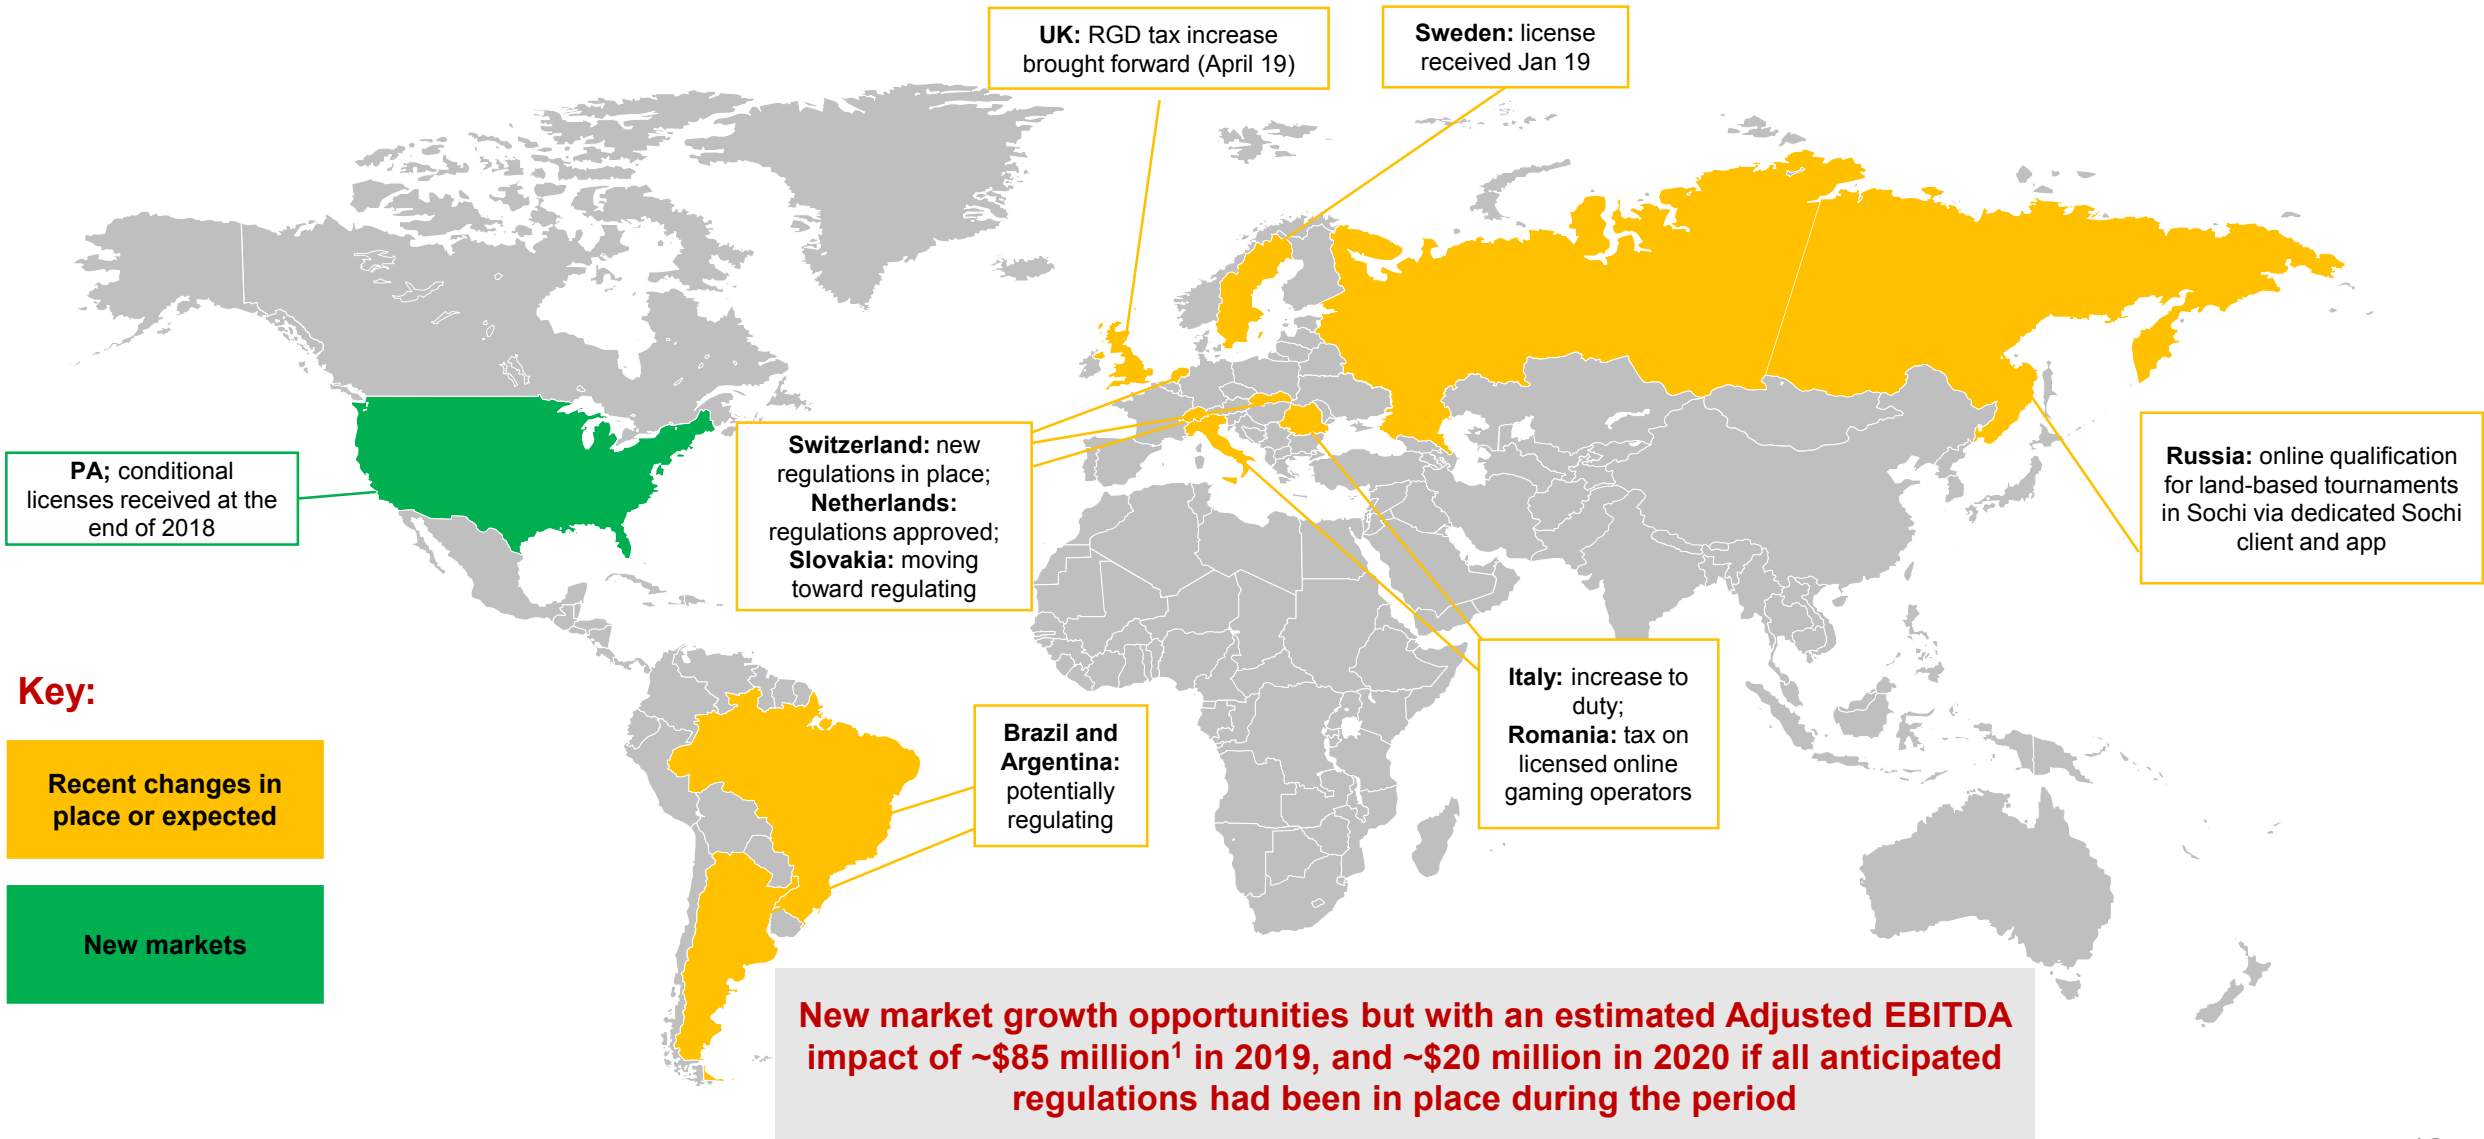 UK: RGD tax increase
brought forward (April 19)
Sweden: license
received Jan 19
PA; conditional
licenses received at the
end of 2018
Switzerland: new
regulations in place;
Netherlands:
regulations approved;
Slovakia: moving
toward regulating
Russia: online qualification
for land-based tournaments
in Sochi via dedicated Sochi
client and app
Italy: increase to
duty;
Romania: tax on
licensed online
gaming operators
Brazil and
Argentina:
potentially
regulating
Key:
Recent changes in
place or expected
New markets
New market growth opportunities but with an estimated Adjusted EBITDA
impact of ~$85 million¹ in 2019, and ~$20 million in 2020 if all anticipated
regulations had been in place during the period